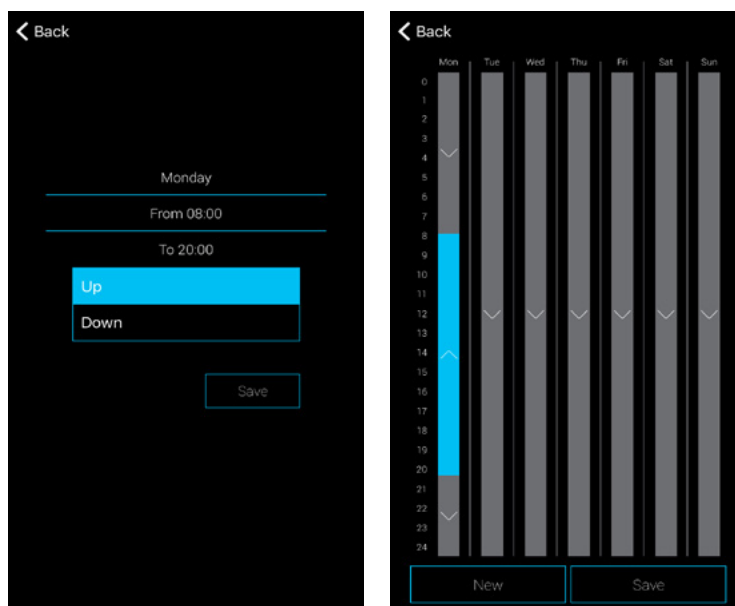 Back
Monday
From 08:00
To 20:00
Up
Down
Save
Back
Mon Tue Wed Thu Fri Sat Sun
0
1
2
3
4
5
6
7
8
9
10
11
12
13
14
15
16
17
18
19
20
21
22
23
24
New Save